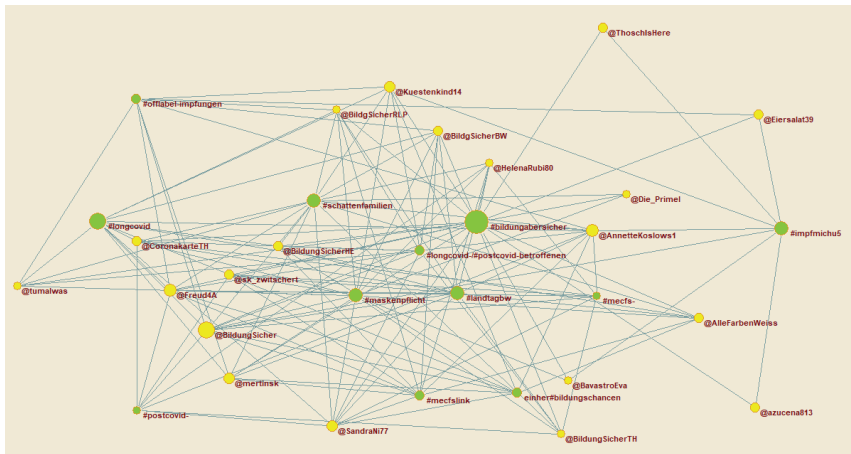 @ThoschIsHere
@Kuestenkind14
#offlabel-impfungen
@BildgSicherRLP
@Eiersalat39
@BildgSicherBW
@HelenaRubi80
@Die_Primel
#schattenfamilien
#longcovid
#bildungabersicher
@AnnetteKoslows1
#impfmichu5
@CoronakarteTH
@BildungSicherHE
#longcovid-/#postcovid-betroffenen
@sk_zwitschert
@tumalwas
@Freud4A
#maskenpflicht
#landtagbw
#mecfs-
@AlleFarbenWeiss
@BildungSicher
@mertinsk
@BavastroEva
#mecfslink
einher#bildungschancen
#postcovid-
@azucena813
@SandraNi77
@BildungSicherTH